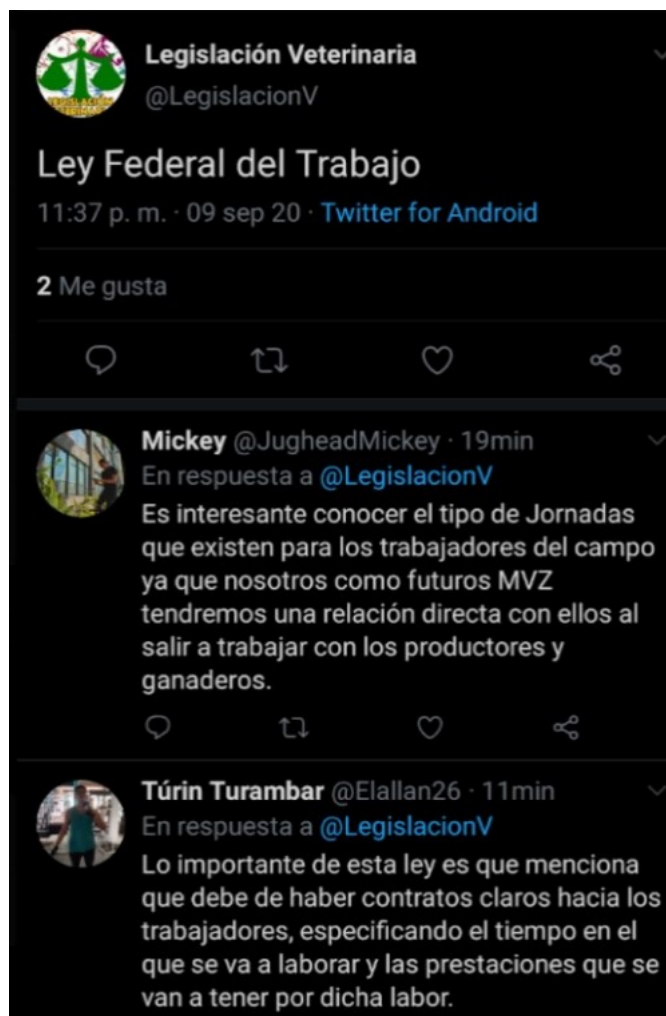 Legislación Veterinaria
@LegislacionV
Ley Federal del Trabajo
11:37 p. m. · 09 sep 20 · Twitter for Android
2 Me gusta
Mickey @JugheadMickey · 19min
En respuesta a @LegislacionV
Es interesante conocer el tipo de Jornadas
que existen para los trabajadores del campo
ya que nosotros como futuros MVZ
tendremos una relación directa con ellos al
salir a trabajar con los productores y
ganaderos.
Túrin Turambar @Elallan26 · 11min
En respuesta a @LegislacionV
Lo importante de esta ley es que menciona
que debe de haber contratos claros hacia los
trabajadores, especificando el tiempo en el
que se va a laborar y las prestaciones que se
van a tener por dicha labor.